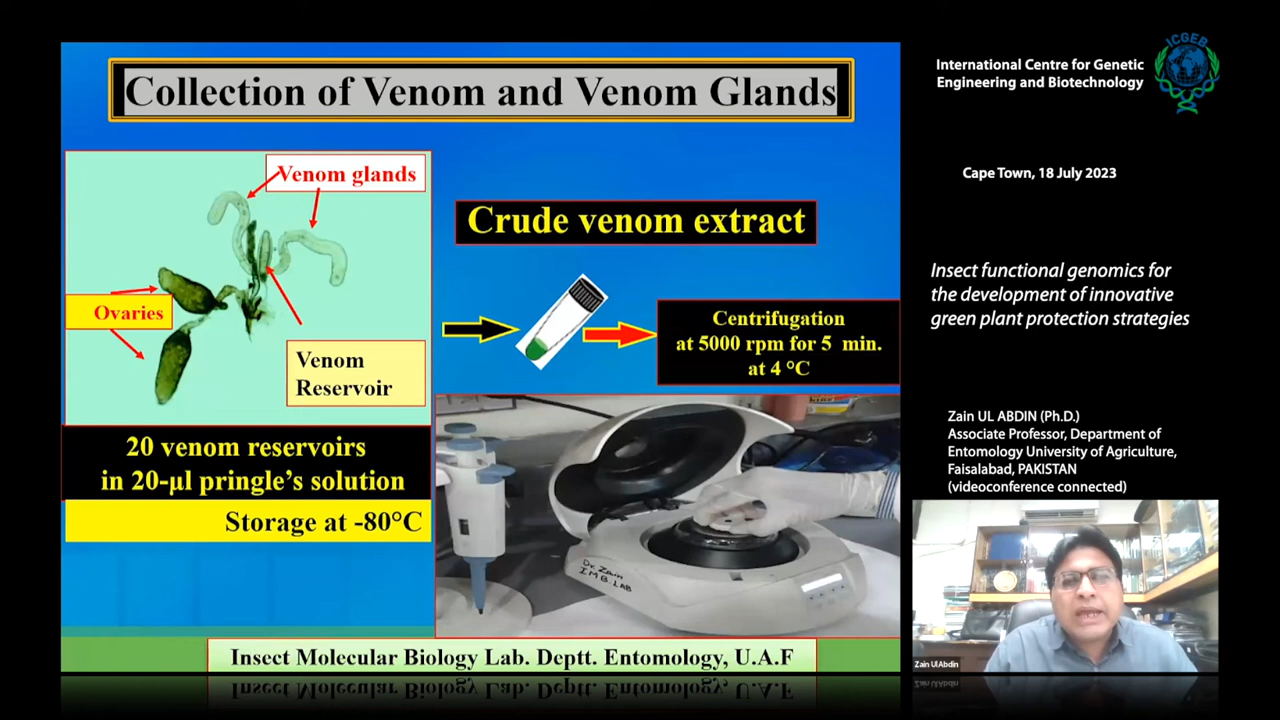 Collection of Venom and Venom Glands
Venom glands
Ovaries
Venom
Reservoir
20 venom reservoirs
in 20-µl pringle's solution
Storage at -80°C
Crude venom extract
Centrifugation
at 5000 rpm for 5 min.
at 4 °C
Dr. Zain
IMB. LAB
Insect Molecular Biology Lab. Deptt. Entomology, U.A.F
International Centre for Genetic
Engineering and Biotechnology
ICGEB
Cape Town, 18 July 2023
Insect functional genomics for
the development of innovative
green plant protection strategies
Zain UL ABDIN (Ph.D.)
Associate Professor, Department of
Entomology University of Agriculture,
Faisalabad, PAKISTAN
(videoconference connected)
Zain UlAbdin